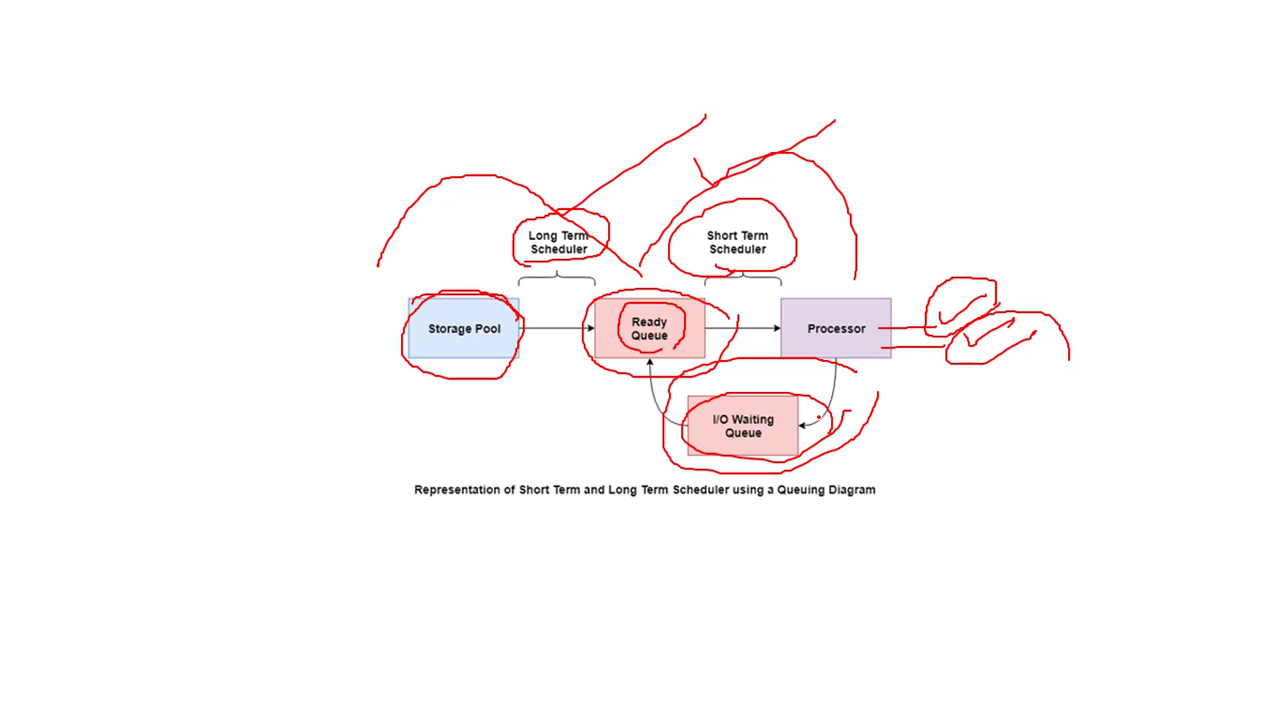 Long Term
Scheduler
Short Term
Scheduler
Storage Pool
Ready
Queue
Processor
I/O Waiting
Queue
Representation of Short Term and Long Term Scheduler using a Queuing Diagram